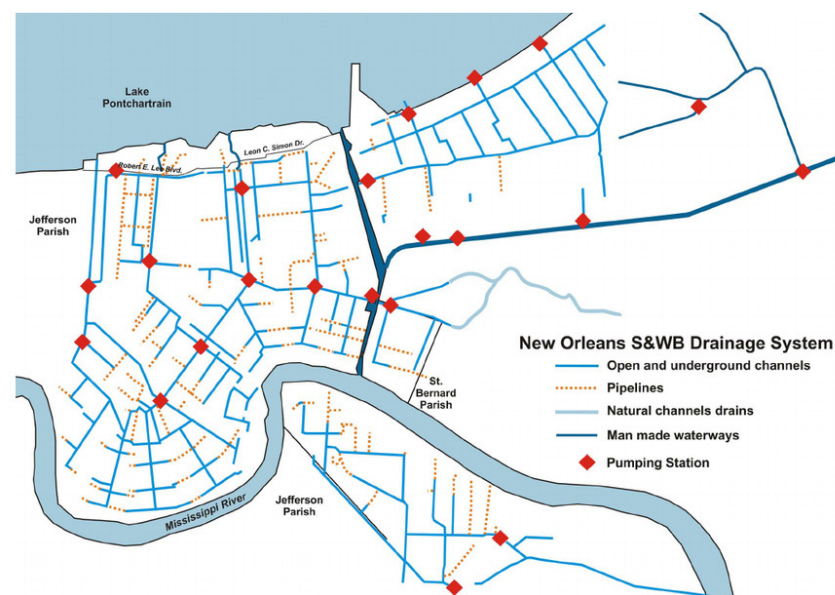 Lake
Pontchartrain
Leon C. Simon Dr.
Robert E. Lee Blvd.
Jefferson
Parish
New Orleans S&WB Drainage System
Open and underground channels
Pipelines
Natural channels drains
Man made waterways
Pumping Station
St.
Bernard
Parish
Jefferson
Parish
Mississippi River